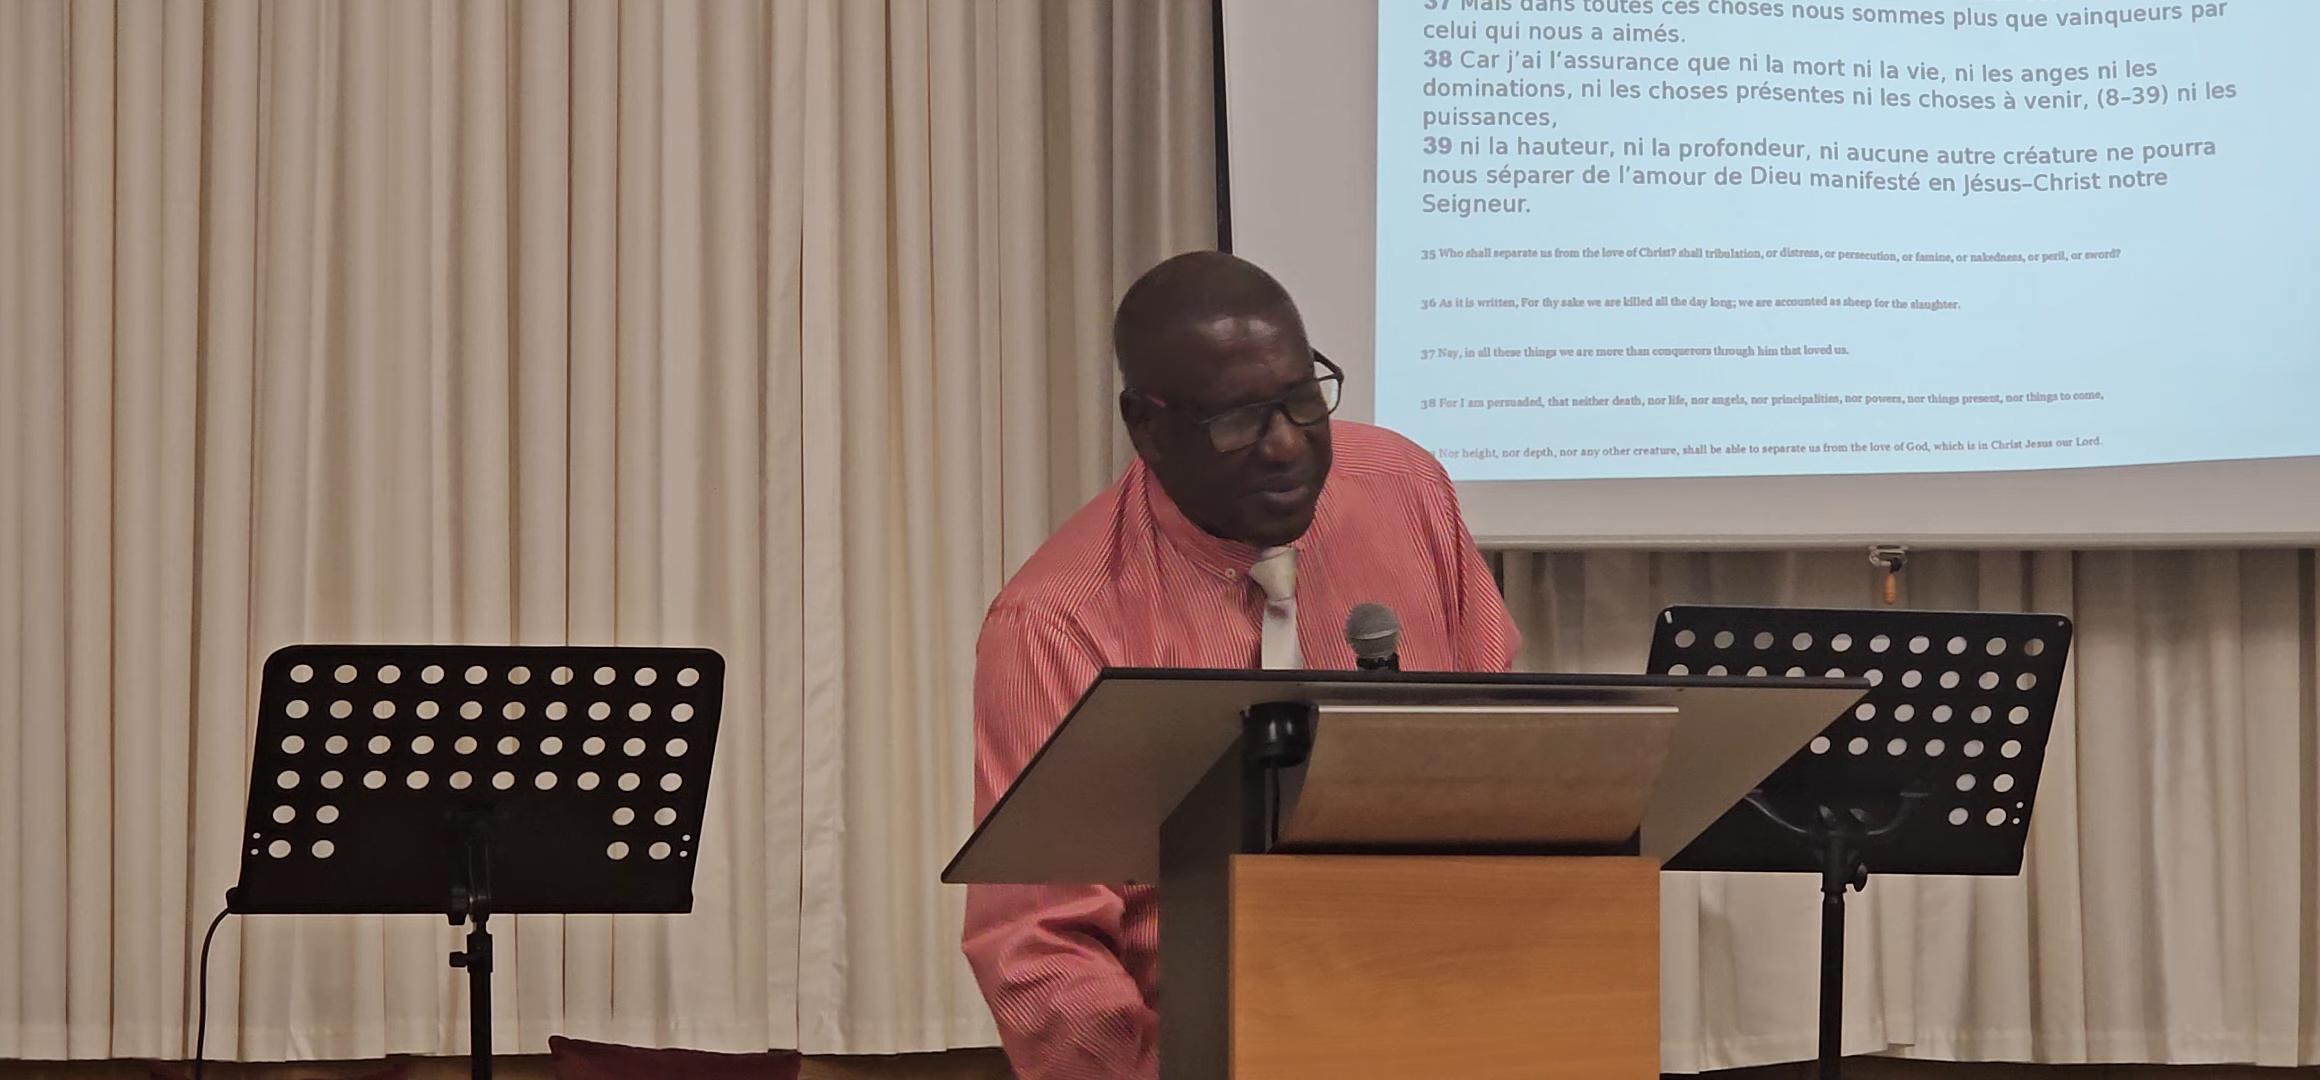 37 Mais dans toutes ces choses nous sommes plus que vainqueurs par
celui qui nous a aimés.
38 Car j'ai l'assurance que ni la mort ni la vie, ni les anges ni les
dominations, ni les choses présentes ni les choses à venir, (8–39) ni les
puissances,
39 ni la hauteur, ni la profondeur, ni aucune autre créature ne pourra
nous séparer de l'amour de Dieu manifesté en Jésus–Christ notre
Seigneur.
35 Who shall separate us from the love of Christ? shall tribulation, or distress, or persecution, or famine, or nakedness, or peril, or sword?
36 As it is written, For thy sake we are killed all the day long; we are accounted as sheep for the slaughter.
37 Nay, in all these things we are more than conquerors through him that loved us.
38 For I am persuaded, that neither death, nor life, nor angels, nor principalities, nor powers, nor things present, nor things to come,
Nor height, nor depth, nor any other creature, shall be able to separate us from the love of God, which is in Christ Jesus our Lord.